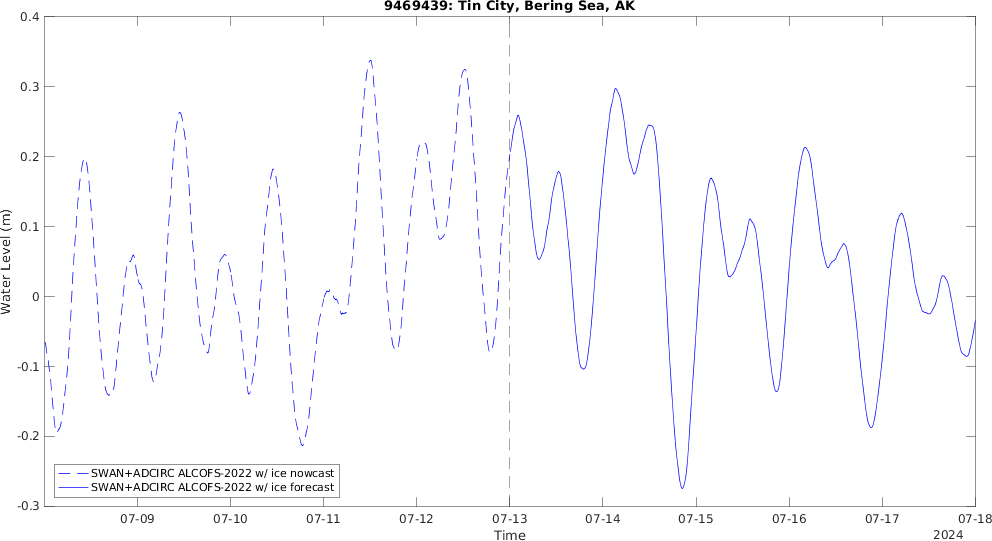 9469439: Tin City, Bering Sea, AK
0.4
0.3
0.2
0.1
0
-0.1
-0.2
-0.3
Water Level (m)
SWAN+ADCIRC ALCOFS-2022 w/ ice nowcast
SWAN+ADCIRC ALCOFS-2022 w/ ice forecast
07-09 07-10 07-11 07-12 07-13 07-14 07-15 07-16 07-17 07-18
Time
2024